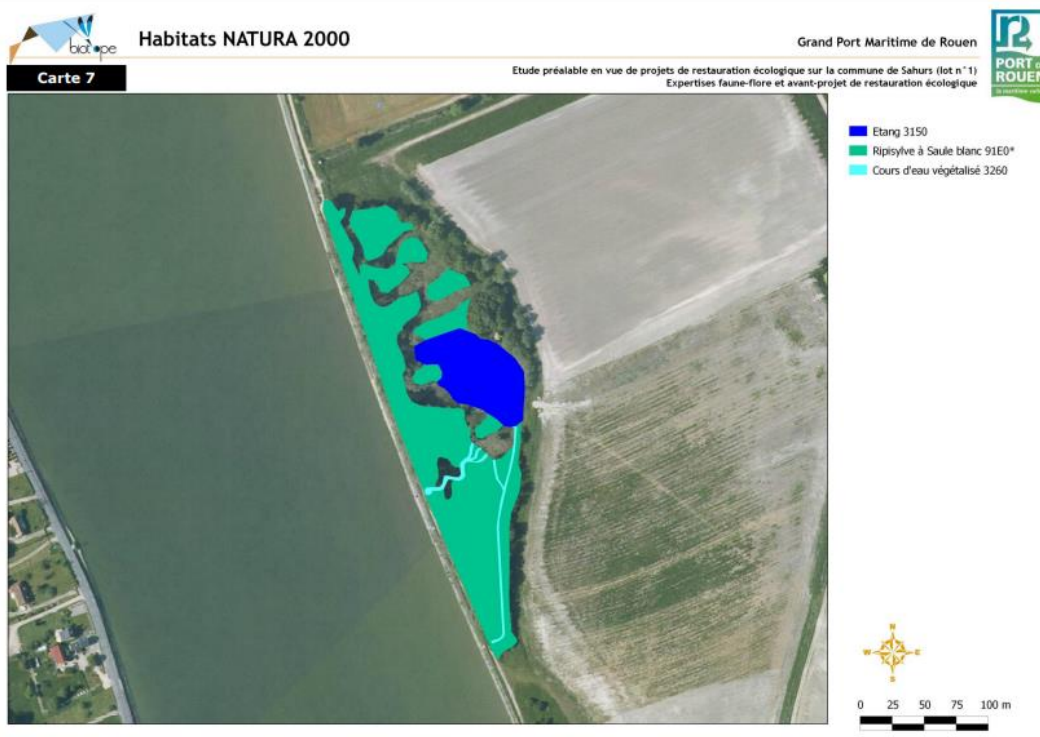 biotope
Habitats NATURA 2000
Grand Port Maritime de Rouen
Carte 7
Etude préalable en vue de projets de restauration écologique sur la commune de Sahurs (lot n°1)
Expertises faune-flore et avant-projet de restauration écologique
PORT
ROUEN
Etang 3150
Ripisylve à Saule blanc 91E0*
Cours d'eau végétalisé 3260
N
W E
S
0 25 50 75 100 m